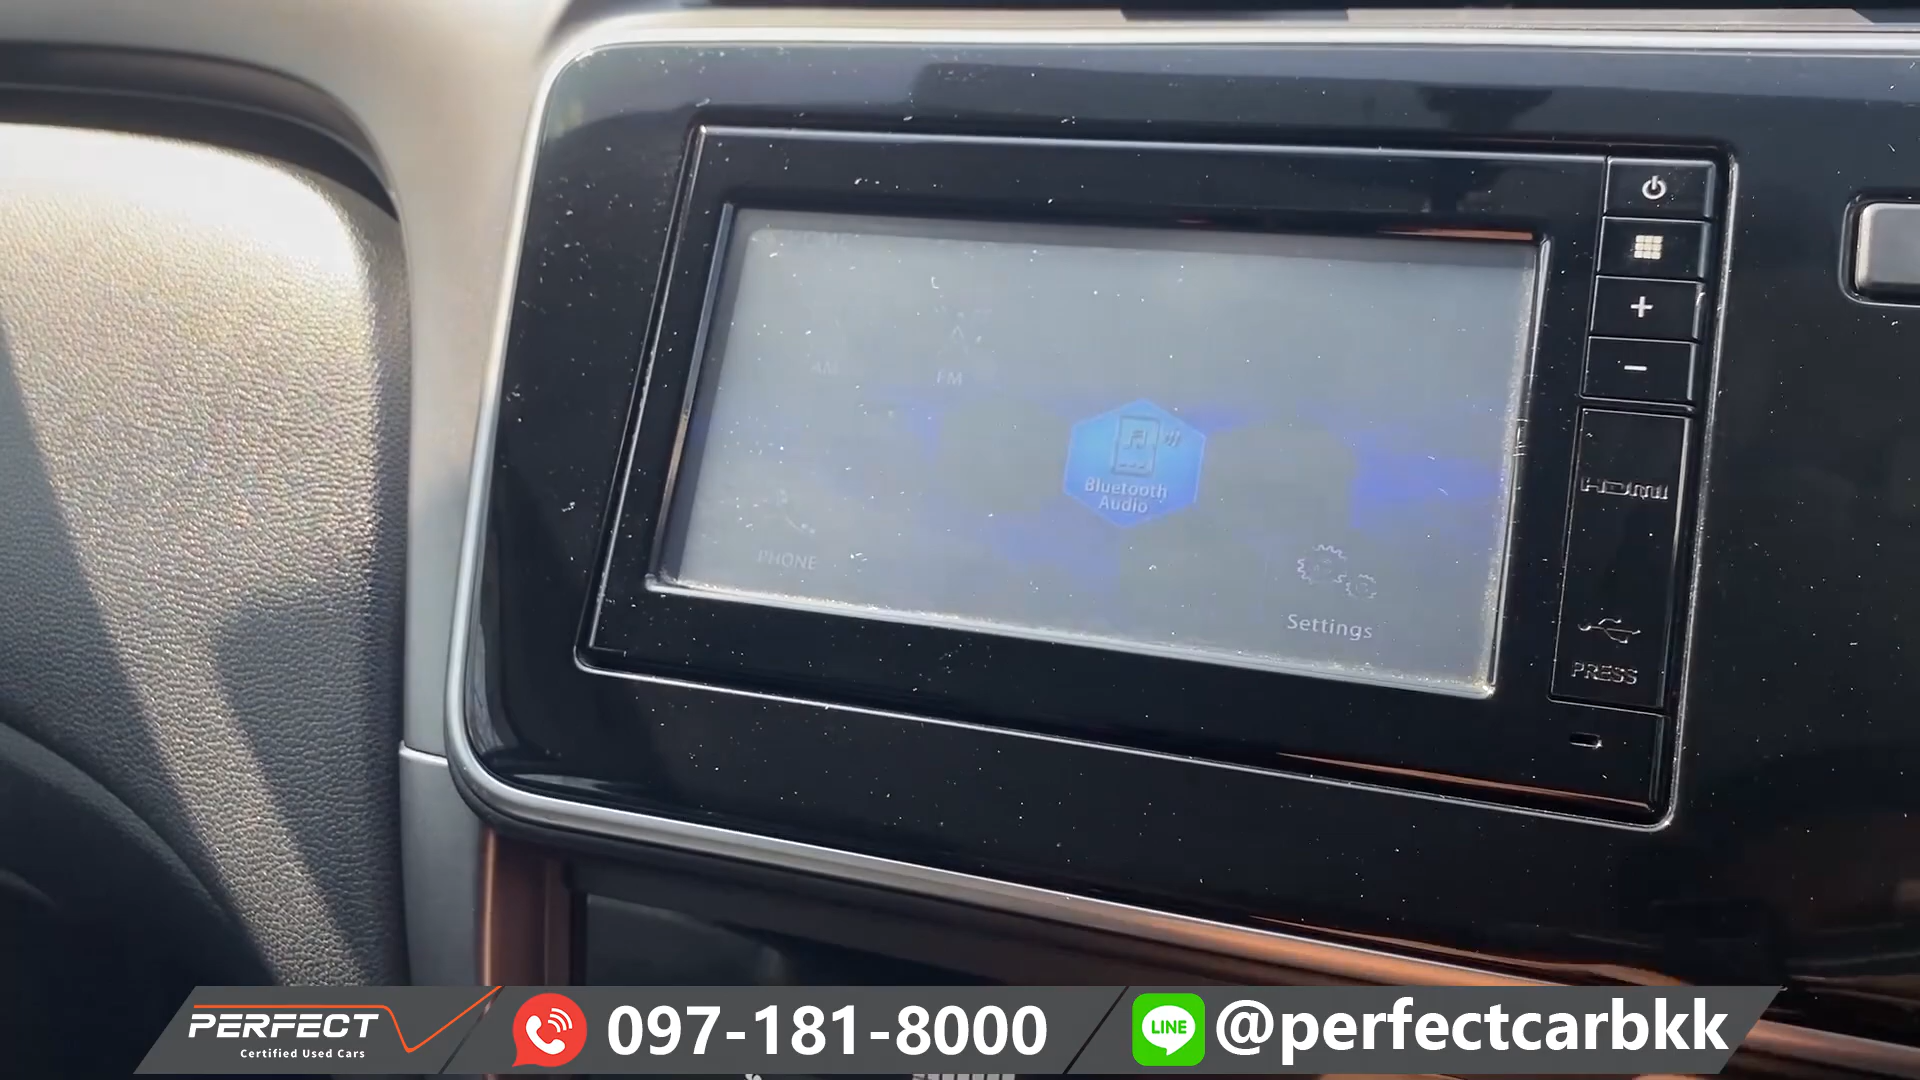 AM
FM
Bluetooth
Audio
PHONE
Settings
HDMI
PRESS
PERFECT
Certified Used Cars
097-181-8000
LINE
@perfectcarbkk